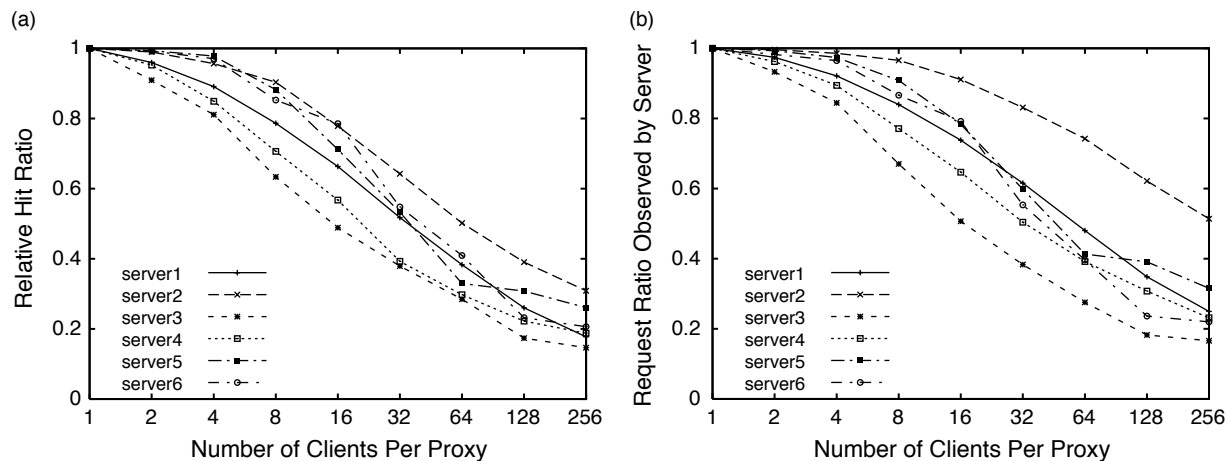 (a)
Relative Hit Ratio
1
0.8
0.6
0.4
0.2
0
server1
server2
server3
server4
server5
server6
1 2 4 8 16 32 64 128 256
Number of Clients Per Proxy
(b)
Request Ratio Observed by Server
1
0.8
0.6
0.4
0.2
0
server1
server2
server3
server4
server5
server6
1 2 4 8 16 32 64 128 256
Number of Clients Per Proxy